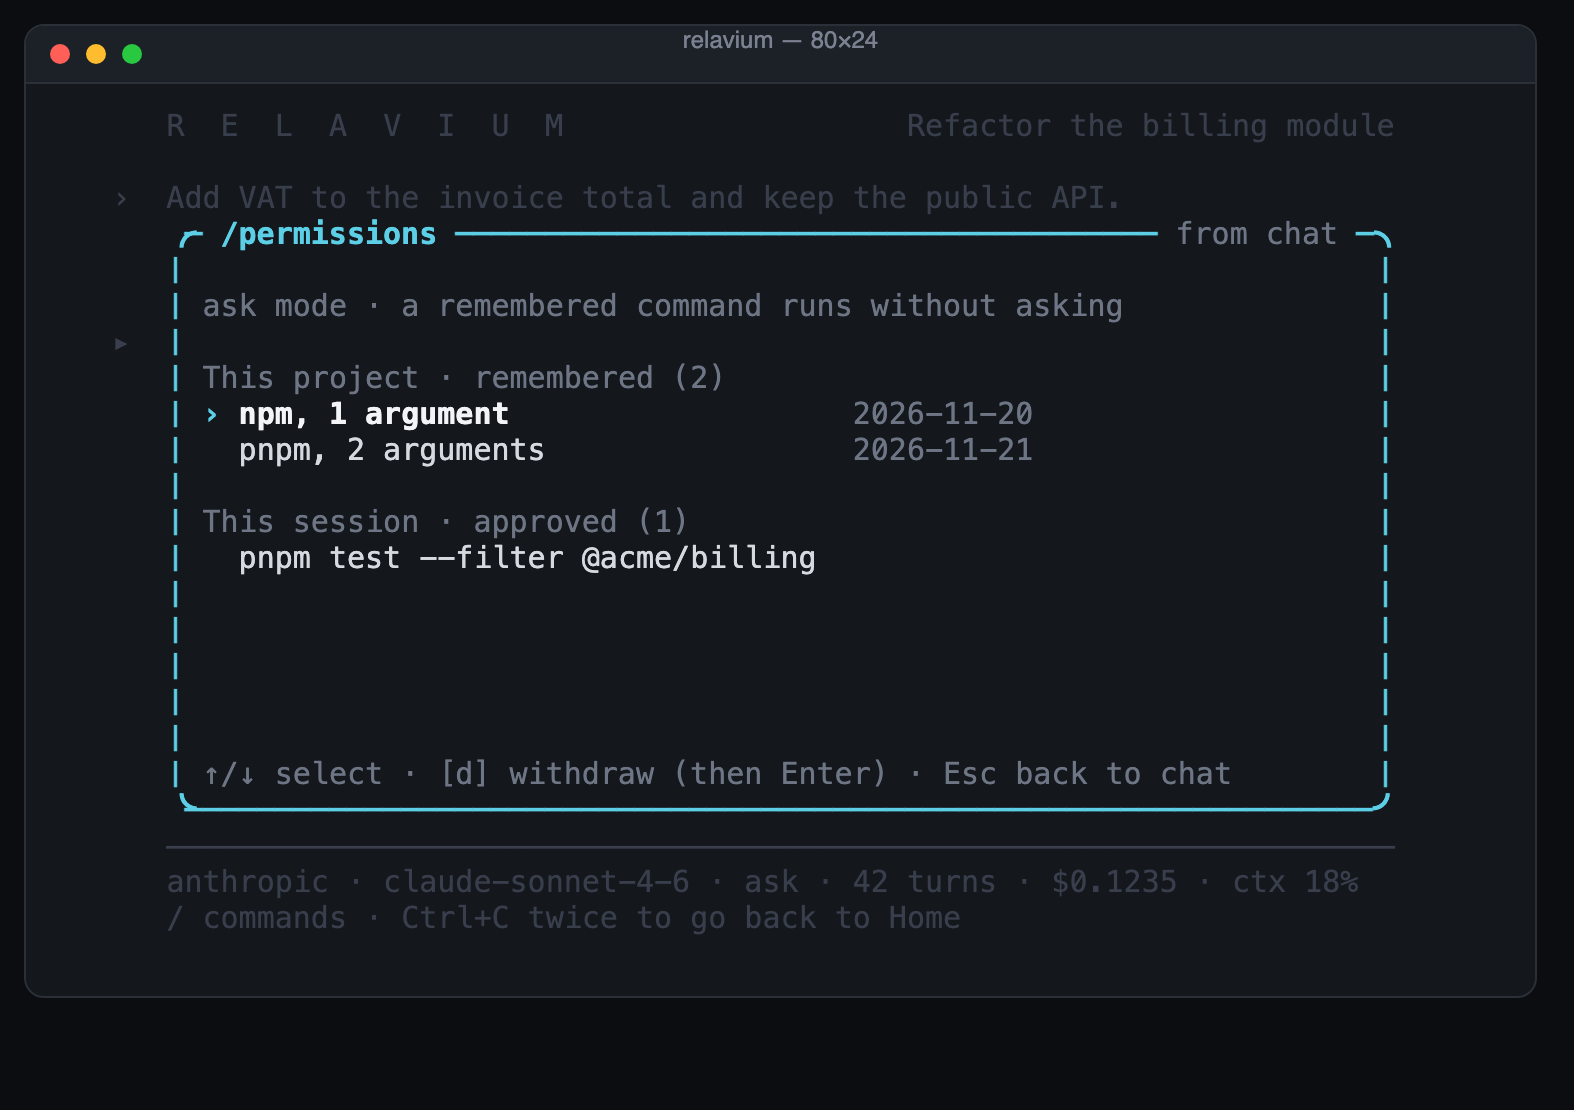 relavium — 80×24
R E L A V I U M Refactor the billing module
› Add VAT to the invoice total and keep the public API.
/permissions from chat
ask mode · a remembered command runs without asking
▸
This project · remembered (2)
› npm, 1 argument 2026-11-20
pnpm, 2 arguments 2026-11-21
This session · approved (1)
pnpm test --filter @acme/billing
↑/↓ select · [d] withdraw (then Enter) · Esc back to chat
anthropic · claude-sonnet-4-6 · ask · 42 turns · $0.1235 · ctx 18%
/ commands · Ctrl+C twice to go back to Home